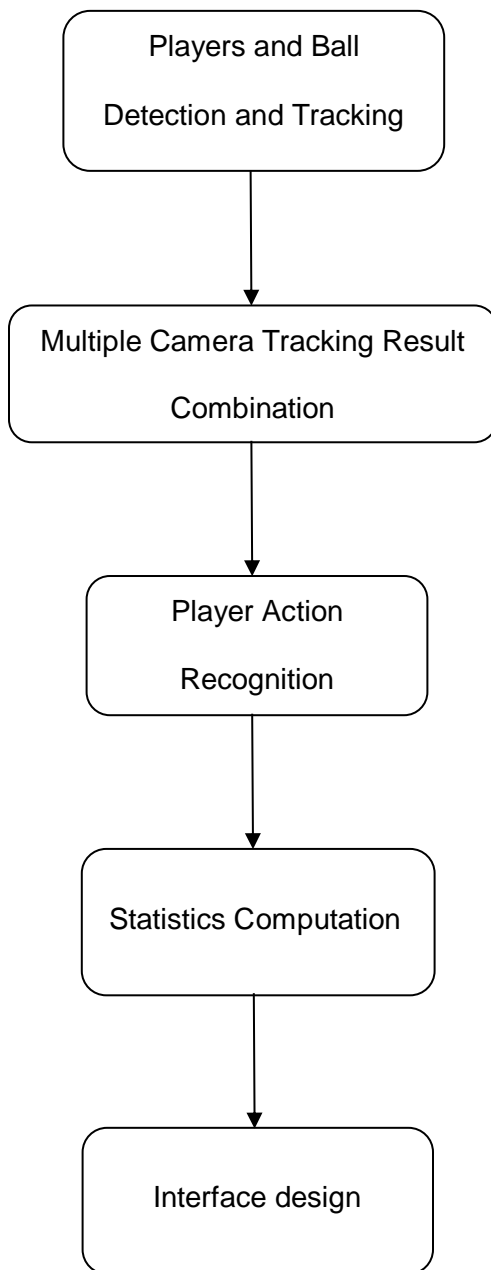 Players and Ball
Detection and Tracking
Multiple Camera Tracking Result
Combination
Player Action
Recognition
Statistics Computation
Interface design